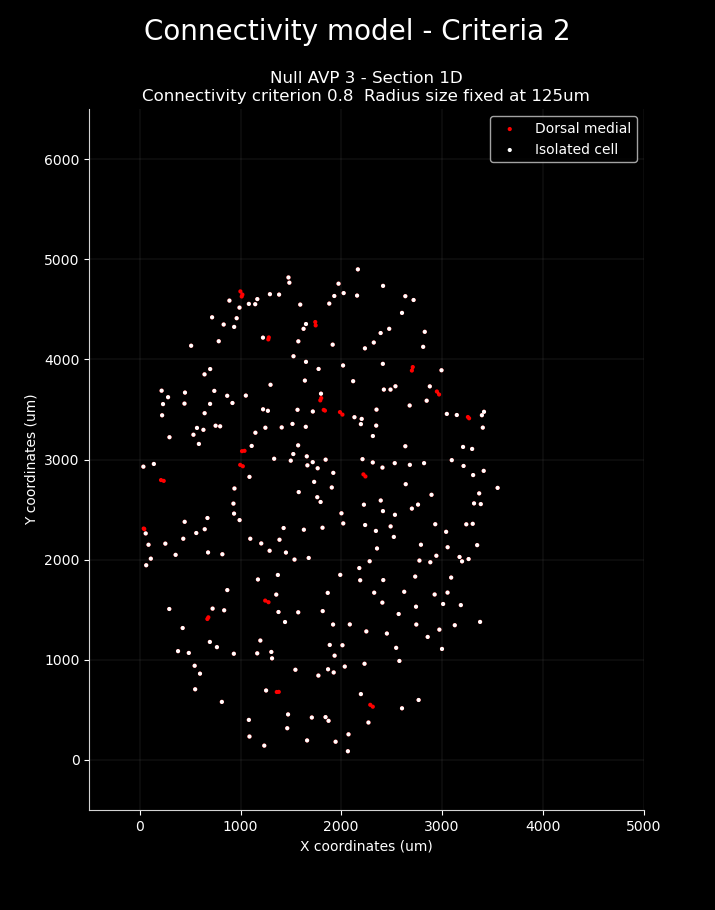 Connectivity model - Criteria 2
Null AVP 3 - Section 1D
Connectivity criterion 0.8  Radius size fixed at 125um
Dorsal medial
Isolated cell
6000
5000
4000
3000
2000
1000
0
Y coordinates (um)
0 1000 2000 3000 4000 5000
X coordinates (um)